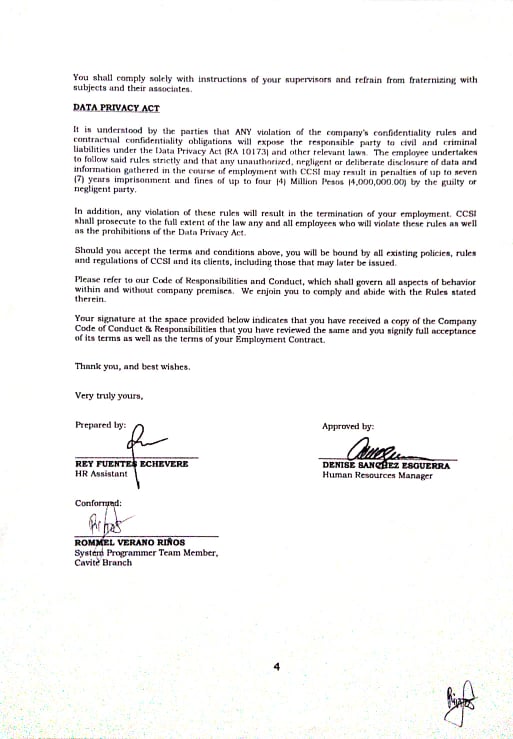 You shall comply solely with instructions of your supervisors and refrain from fraternizing with
subjects and their associates.
DATA PRIVACY ACT
It is understood by the parties that ANY violation of the company's confidentiality rules and
contractual confidentiality obligations will expose the responsible party to civil and criminal
liabilities under the Data Privacy Act (RA 10173) and other relevant laws. The employee undertakes
to follow said rules strictly and that any unauthorized, negligent or deliberate disclosure of data and
information gathered in the course of employment with CCSI may result in penalties of up to seven
(7) years imprisonment and fines of up to four (4) Million Pesos (4,000,000.00) by the guilty or
negligent party.
In addition, any violation of these rules will result in the termination of your employment. CCSI
shall prosecute to the full extent of the law any and all employees who will violate these rules as well
as the prohibitions of the Data Privacy Act.
Should you accept the terms and conditions above, you will be bound by all existing policies, rules
and regulations of CCSI and its clients, including those that may later be issued.
Please refer to our Code of Responsibilities and Conduct, which shall govern all aspects of behavior
within and without company premises. We enjoin you to comply and abide with the Rules stated
therein.
Your signature at the space provided below indicates that you have received a copy of the Company
Code of Conduct & Responsibilities that you have reviewed the same and you signify full acceptance
of its terms as well as the terms of your Employment Contract.
Thank you, and best wishes.
Very truly yours,
Prepared by:
REY FUENTES ECHEVERE
HR Assistant
Approved by:
DENISE SANCHEZ ESGUERRA
Human Resources Manager
Conformed:
ROMMEL VERANO RIÑOS
System Programmer Team Member,
Cavite Branch
4